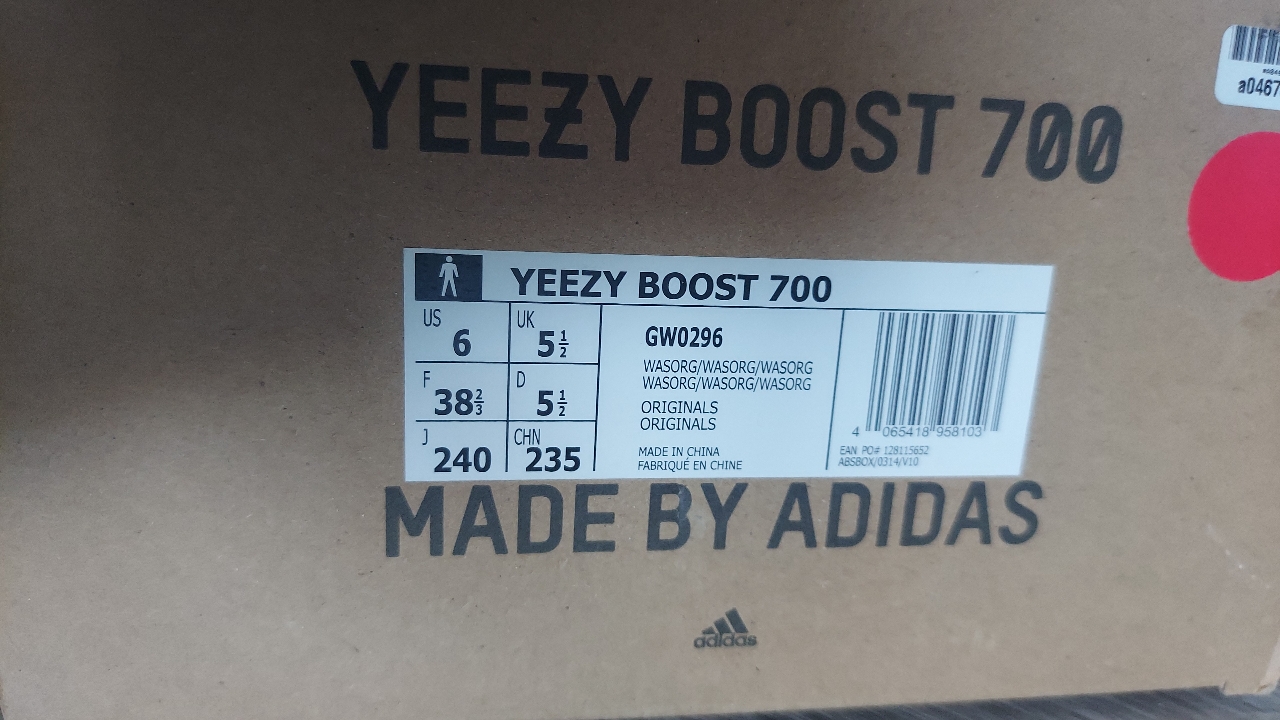 YEEZY BOOST 700
a0467
YEEZY BOOST 700
US
6
UK
5 1/2
F
38 2/3
D
5 1/2
J
240
CHN
235
GW0296
WASORG/WASORG/WASORG
WASORG/WASORG/WASORG
ORIGINALS
ORIGINALS
MADE IN CHINA
FABRIQUÉ EN CHINE
4 065418 958103
EAN PO# 128115652
ABSBOX/0314/V10
MADE BY ADIDAS
adidas